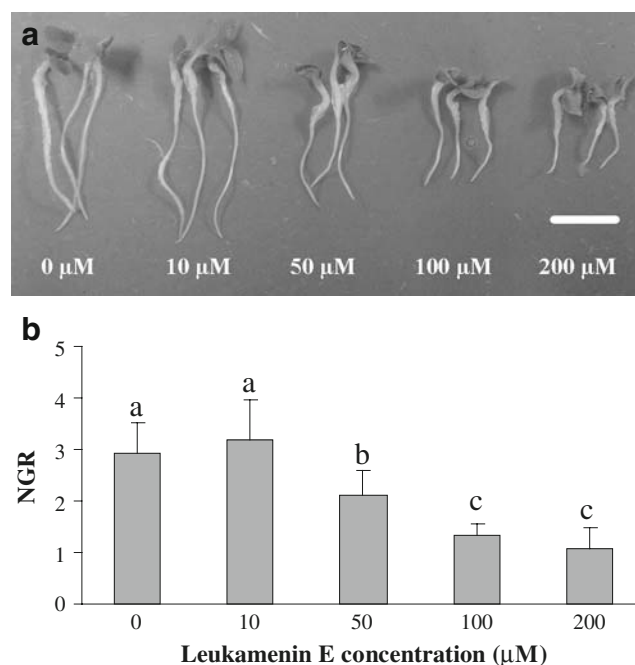 a
0 μM 10 μM 50 μM 100 μM 200 μM
b
5
4
3
2
1
0
NGR
a
a
b
c
c
0 10 50 100 200
Leukamenin E concentration (μM)